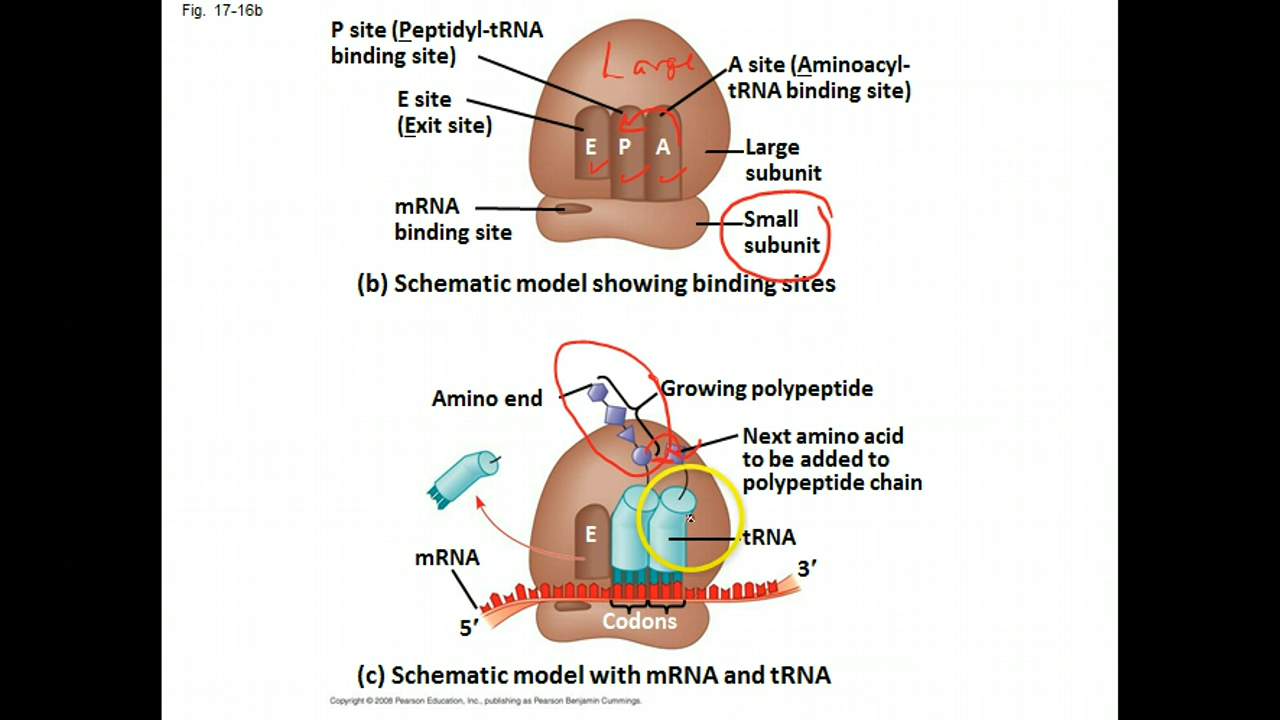 Fig. 17-16b
P site (Peptidyl-tRNA
binding site)
Large
A site (Aminoacyl-
tRNA binding site)
E site
(Exit site)
E P A
Large
subunit
mRNA
binding site
Small
subunit
(b) Schematic model showing binding sites
Amino end
Growing polypeptide
Next amino acid
to be added to
polypeptide chain
E
tRNA
mRNA
3′
5′
Codons
(c) Schematic model with mRNA and tRNA
Copyright © 2008 Pearson Education, Inc., publishing as Pearson Benjamin Cummings.